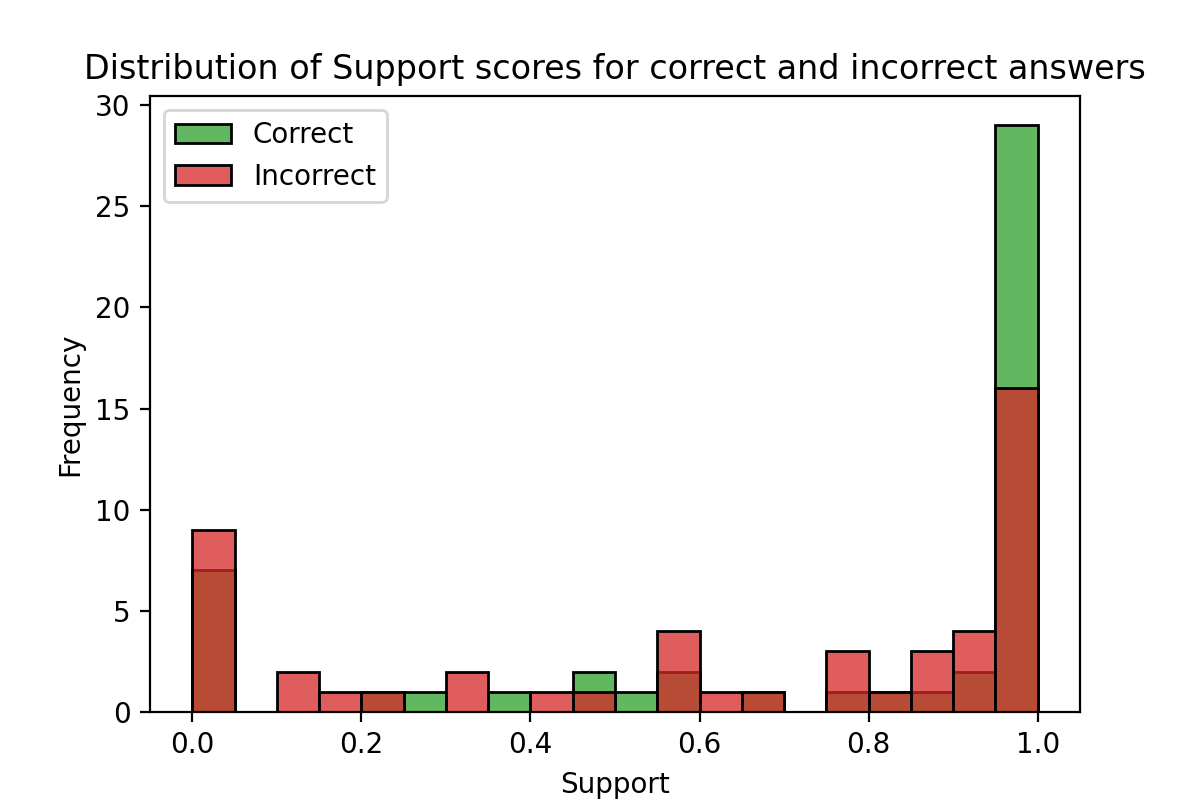 Distribution of Support scores for correct and incorrect answers
Correct
Incorrect
30
25
20
15
10
5
0
Frequency
0.0 0.2 0.4 0.6 0.8 1.0
Support